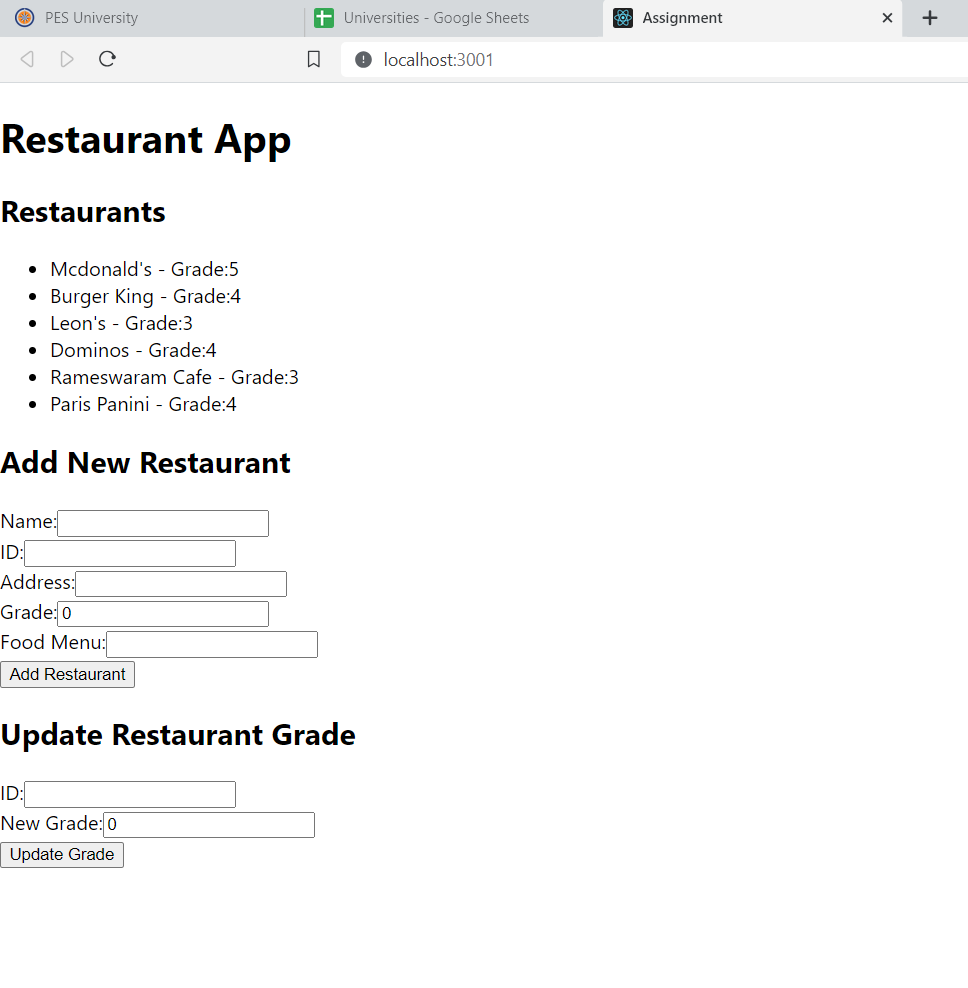 PES University
Universities - Google Sheets
Assignment
localhost:3001
Restaurant App
Restaurants
Mcdonald's - Grade:5
Burger King - Grade:4
Leon's - Grade:3
Dominos - Grade:4
Rameswaram Cafe - Grade:3
Paris Panini - Grade:4
Add New Restaurant
Name:
ID:
Address:
Grade:0
Food Menu:
Add Restaurant
Update Restaurant Grade
ID:
New Grade:0
Update Grade